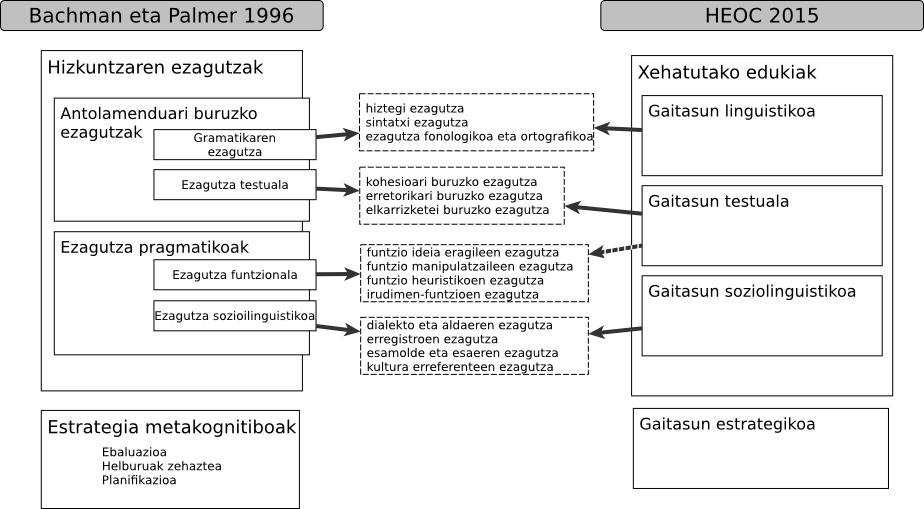 Bachman eta Palmer 1996
HEOC 2015
Hizkuntzaren ezagutzak
Antolamenduari buruzko
ezagutzak
Gramatikaren
ezagutza
Ezagutza testuala
Ezagutza pragmatikoak
Ezagutza funtzionala
Ezagutza sozioilinguistikoa
Estrategia metakognitiboak
Ebaluazioa
Helburuak zehaztea
Planifikazioa
hiztegi ezagutza
sintatxi ezagutza
ezagutza fonologikoa eta ortografikoa
kohesioari buruzko ezagutza
erretorikari buruzko ezagutza
elkarrizketei buruzko ezagutza
funtzio ideia eragileen ezagutza
funtzio manipulatzaileen ezagutza
funtzio heuristikoen ezagutza
irudimen-funtzioen ezagutza
dialekto eta aldaeren ezagutza
erregistroen ezagutza
esamolde eta esaeren ezagutza
kultura erreferenteen ezagutza
Xehatutako edukiak
Gaitasun linguistikoa
Gaitasun testuala
Gaitasun soziolinguistikoa
Gaitasun estrategikoa